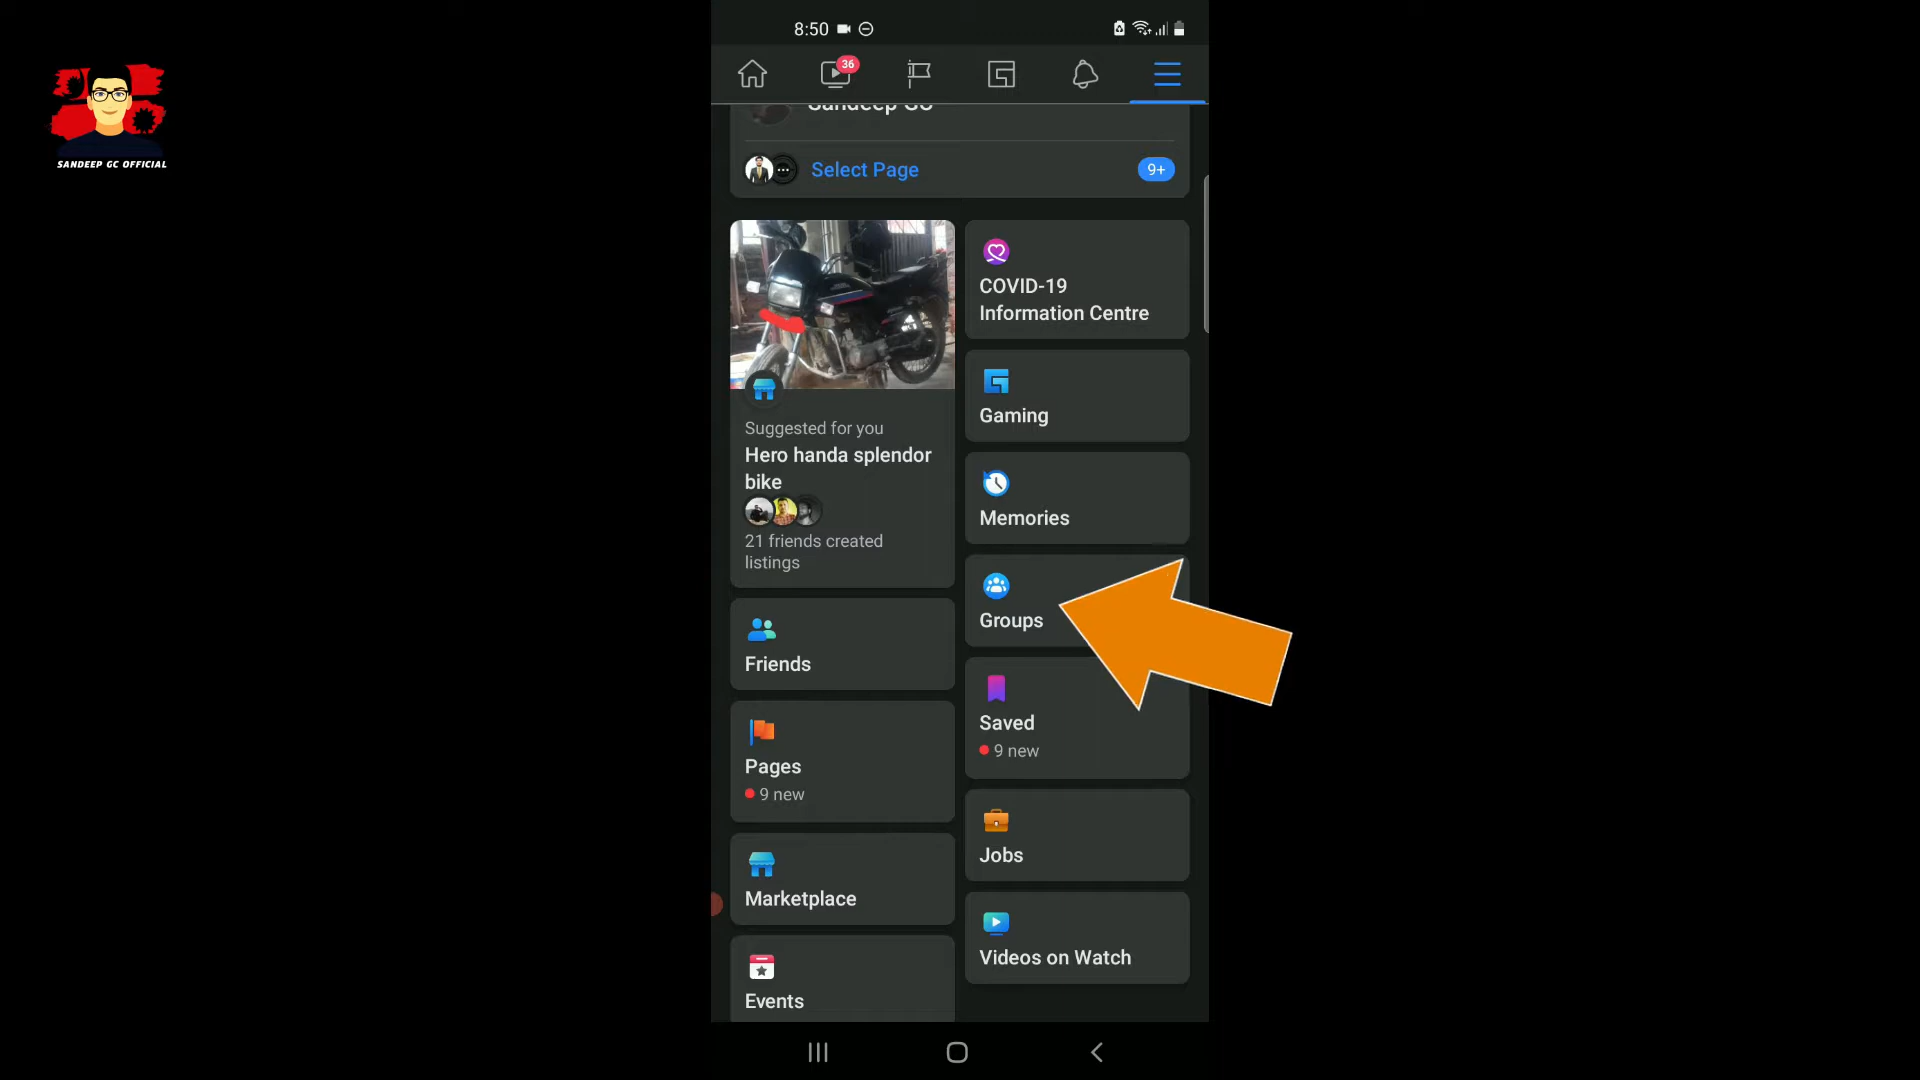 8:50
36
SANDEEP GC OFFICIAL
Sandeep GC
Select Page
9+
Suggested for you
Hero handa splendor
bike
21 friends created
listings
Friends
Pages
9 new
Marketplace
Events
COVID-19
Information Centre
Gaming
Memories
Groups
Saved
9 new
Jobs
Videos on Watch